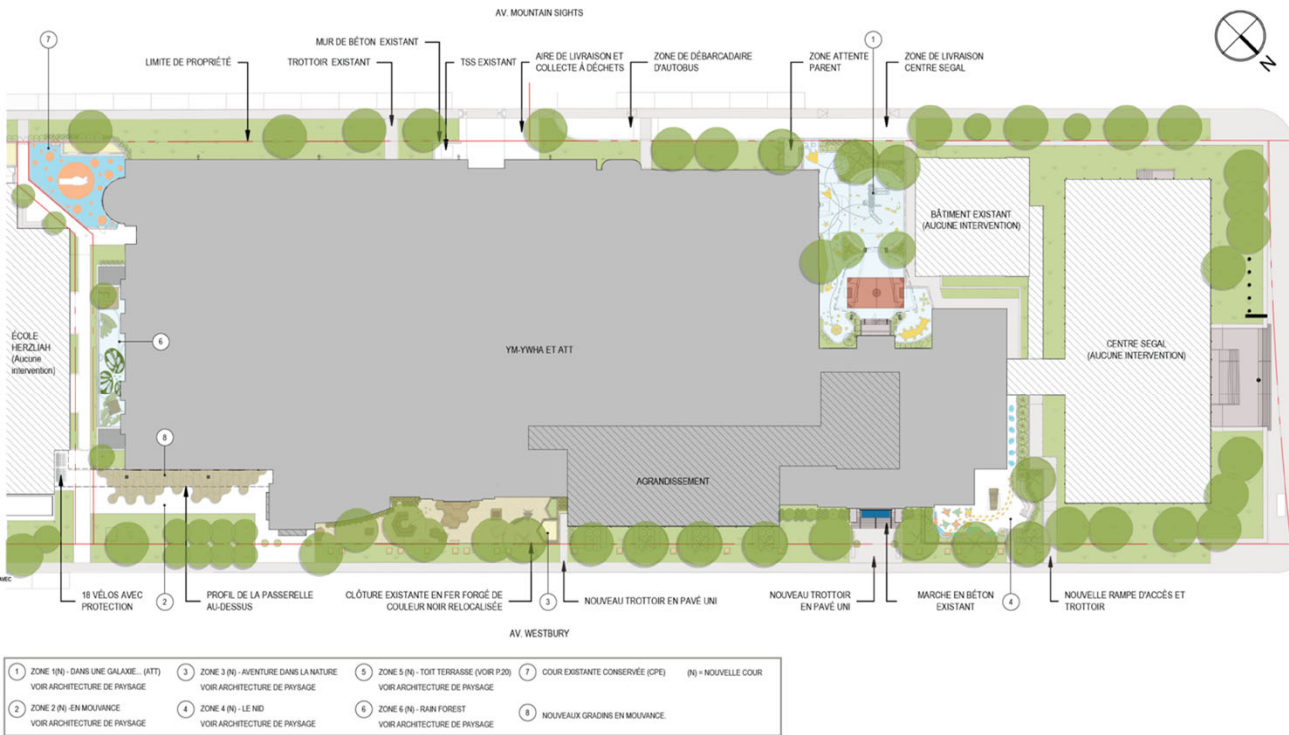 AV. MOUNTAIN SIGHTS
7
MUR DE BÉTON EXISTANT
1
LIMITE DE PROPRIÉTÉ
TROTTOIR EXISTANT
TSS EXISTANT
AIRE DE LIVRAISON ET
COLLECTE À DÉCHETS
ZONE DE DÉBARCADAIRE
D'AUTOBUS
ZONE ATTENTE
PARENT
ZONE DE LIVRAISON
CENTRE SEGAL
N
BÂTIMENT EXISTANT
(AUCUNE INTERVENTION)
ÉCOLE
HERZLIAH
(Aucune
intervention)
6
YM-YWHA ET ATT
CENTRE SEGAL
(AUCUNE INTERVENTION)
8
AGRANDISSEMENT
AVEC
18 VÉLOS AVEC
PROTECTION
2
PROFIL DE LA PASSERELLE
AU-DESSUS
CLÔTURE EXISTANTE EN FER FORGÉ DE
COULEUR NOIR RELOCALISÉE
3
NOUVEAU TROTTOIR EN PAVÉ UNI
NOUVEAU TROTTOIR
EN PAVÉ UNI
MARCHE EN BÉTON
EXISTANT
4
NOUVELLE RAMPE D'ACCÈS ET
TROTTOIR
AV. WESTBURY
1 ZONE 1(N) - DANS UNE GALAXIE... (ATT)
VOIR ARCHITECTURE DE PAYSAGE
2 ZONE 2 (N) -EN MOUVANCE
VOIR ARCHITECTURE DE PAYSAGE
3 ZONE 3 (N) - AVENTURE DANS LA NATURE
VOIR ARCHITECTURE DE PAYSAGE
4 ZONE 4 (N) - LE NID
VOIR ARCHITECTURE DE PAYSAGE
5 ZONE 5 (N) - TOIT TERRASSE (VOIR P.20)
VOIR ARCHITECTURE DE PAYSAGE
6 ZONE 6 (N) - RAIN FOREST
VOIR ARCHITECTURE DE PAYSAGE
7 COUR EXISTANTE CONSERVÉE (CPE)
8 NOUVEAUX GRADINS EN MOUVANCE.
(N) = NOUVELLE COUR